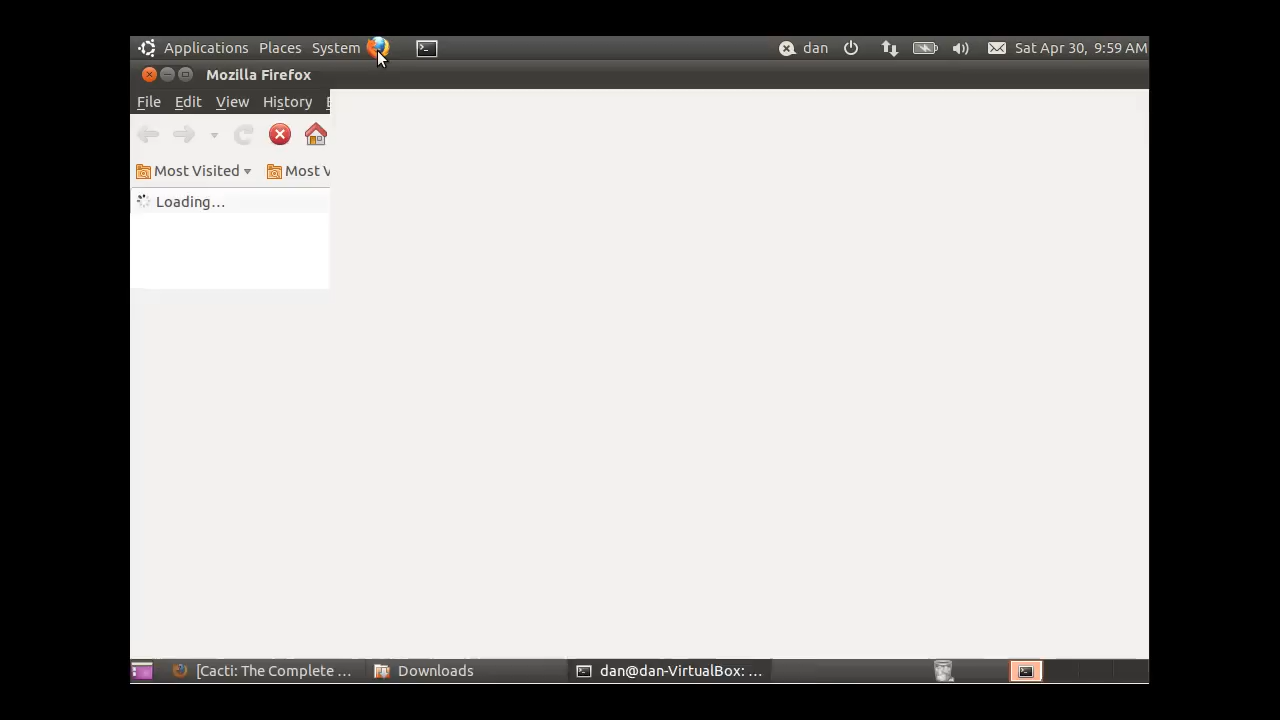 Applications Places System dan Sat Apr 30, 9:59 AM
Mozilla Firefox
File Edit View History
Most Visited Most V
Loading...
[Cacti: The Complete ... Downloads dan@dan-VirtualBox: ...